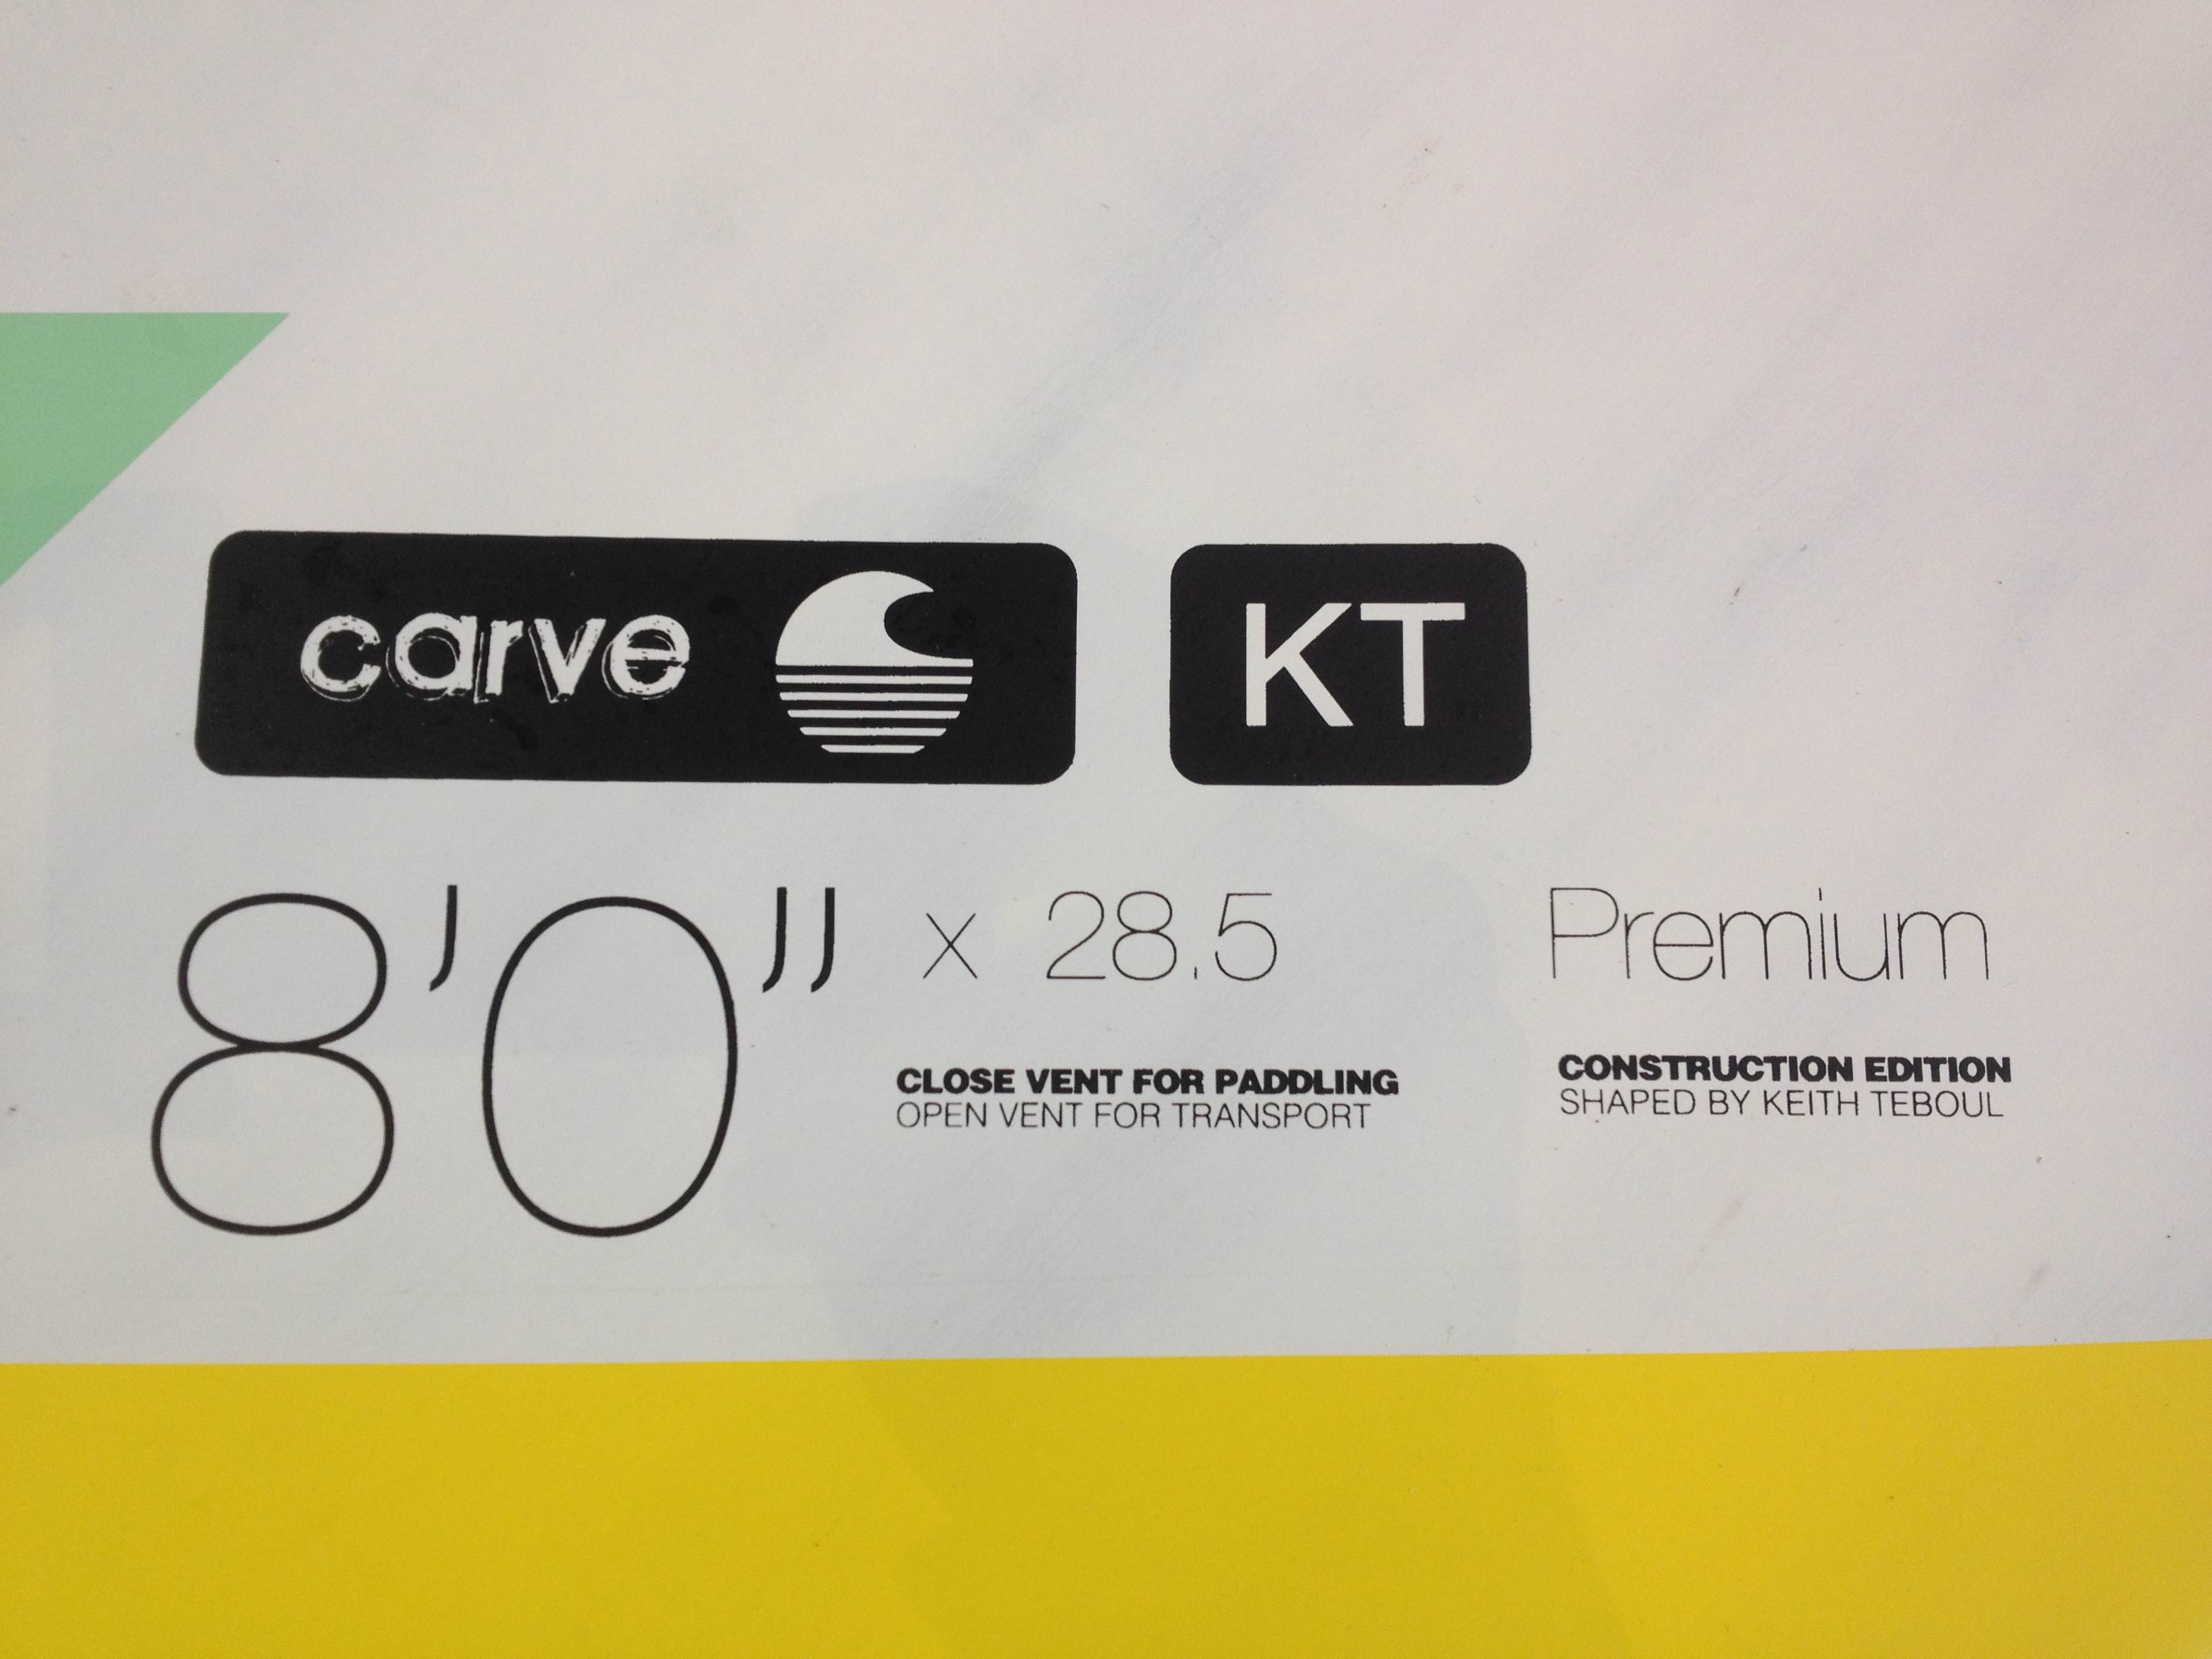 carve
KT
8'0" x 28.5
Premium
CLOSE VENT FOR PADDLING
OPEN VENT FOR TRANSPORT
CONSTRUCTION EDITION
SHAPED BY KEITH TEBOUL